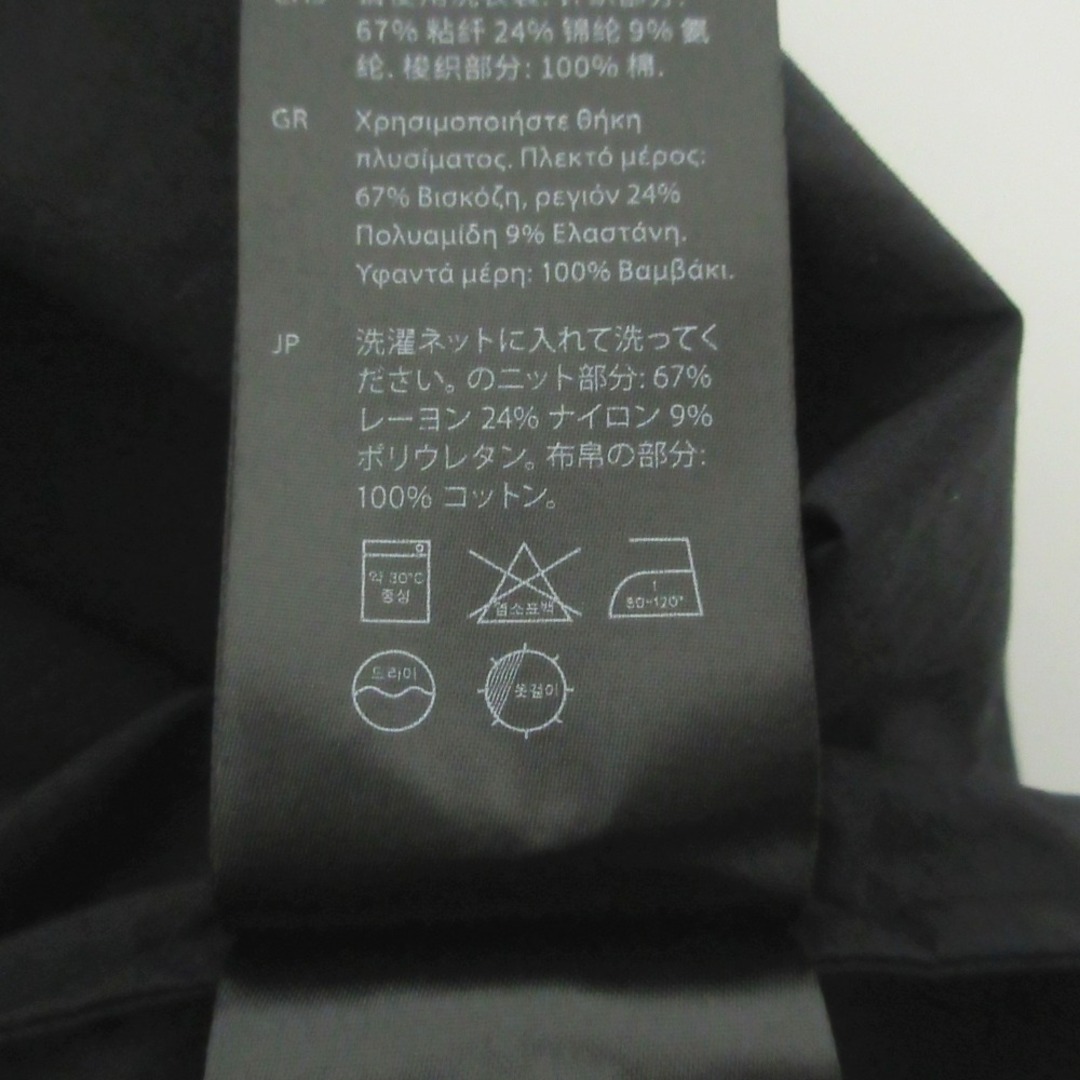 67% 粘纤 24% 锦纶 9% 氨
纶. 梭织部分: 100% 棉.
GR Χρησιμοποιήστε θήκη
πλυσίματος. Πλεκτό μέρος:
67% Βισκόζη, ρεγιόν 24%
Πολυαμίδη 9% Ελαστάνη.
Υφαντά μέρη: 100% Βαμβάκι.
JP 洗濯ネットに入れて洗ってく
ださい。のニット部分: 67%
レーヨン 24% ナイロン 9%
ポリウレタン。布帛の部分:
100% コットン。
약 30°C
중성
염소표백
1
80~120°
드라이
옷걸이